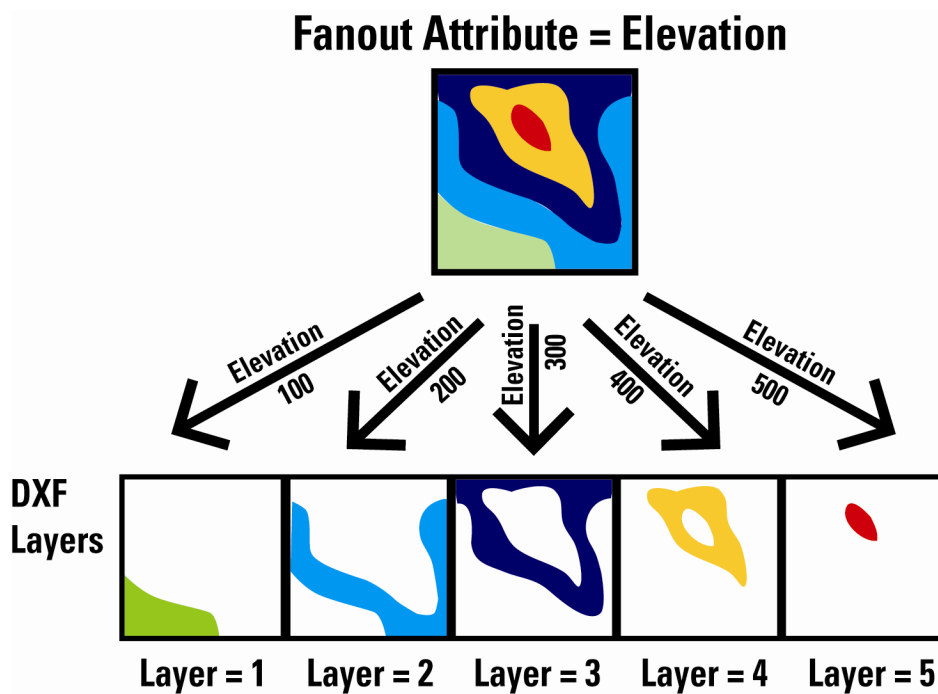 Fanout Attribute = Elevation
Elevation
100
Elevation
200
Elevation
300
Elevation
400
Elevation
500
DXF
Layers
Layer = 1
Layer = 2
Layer = 3
Layer = 4
Layer = 5